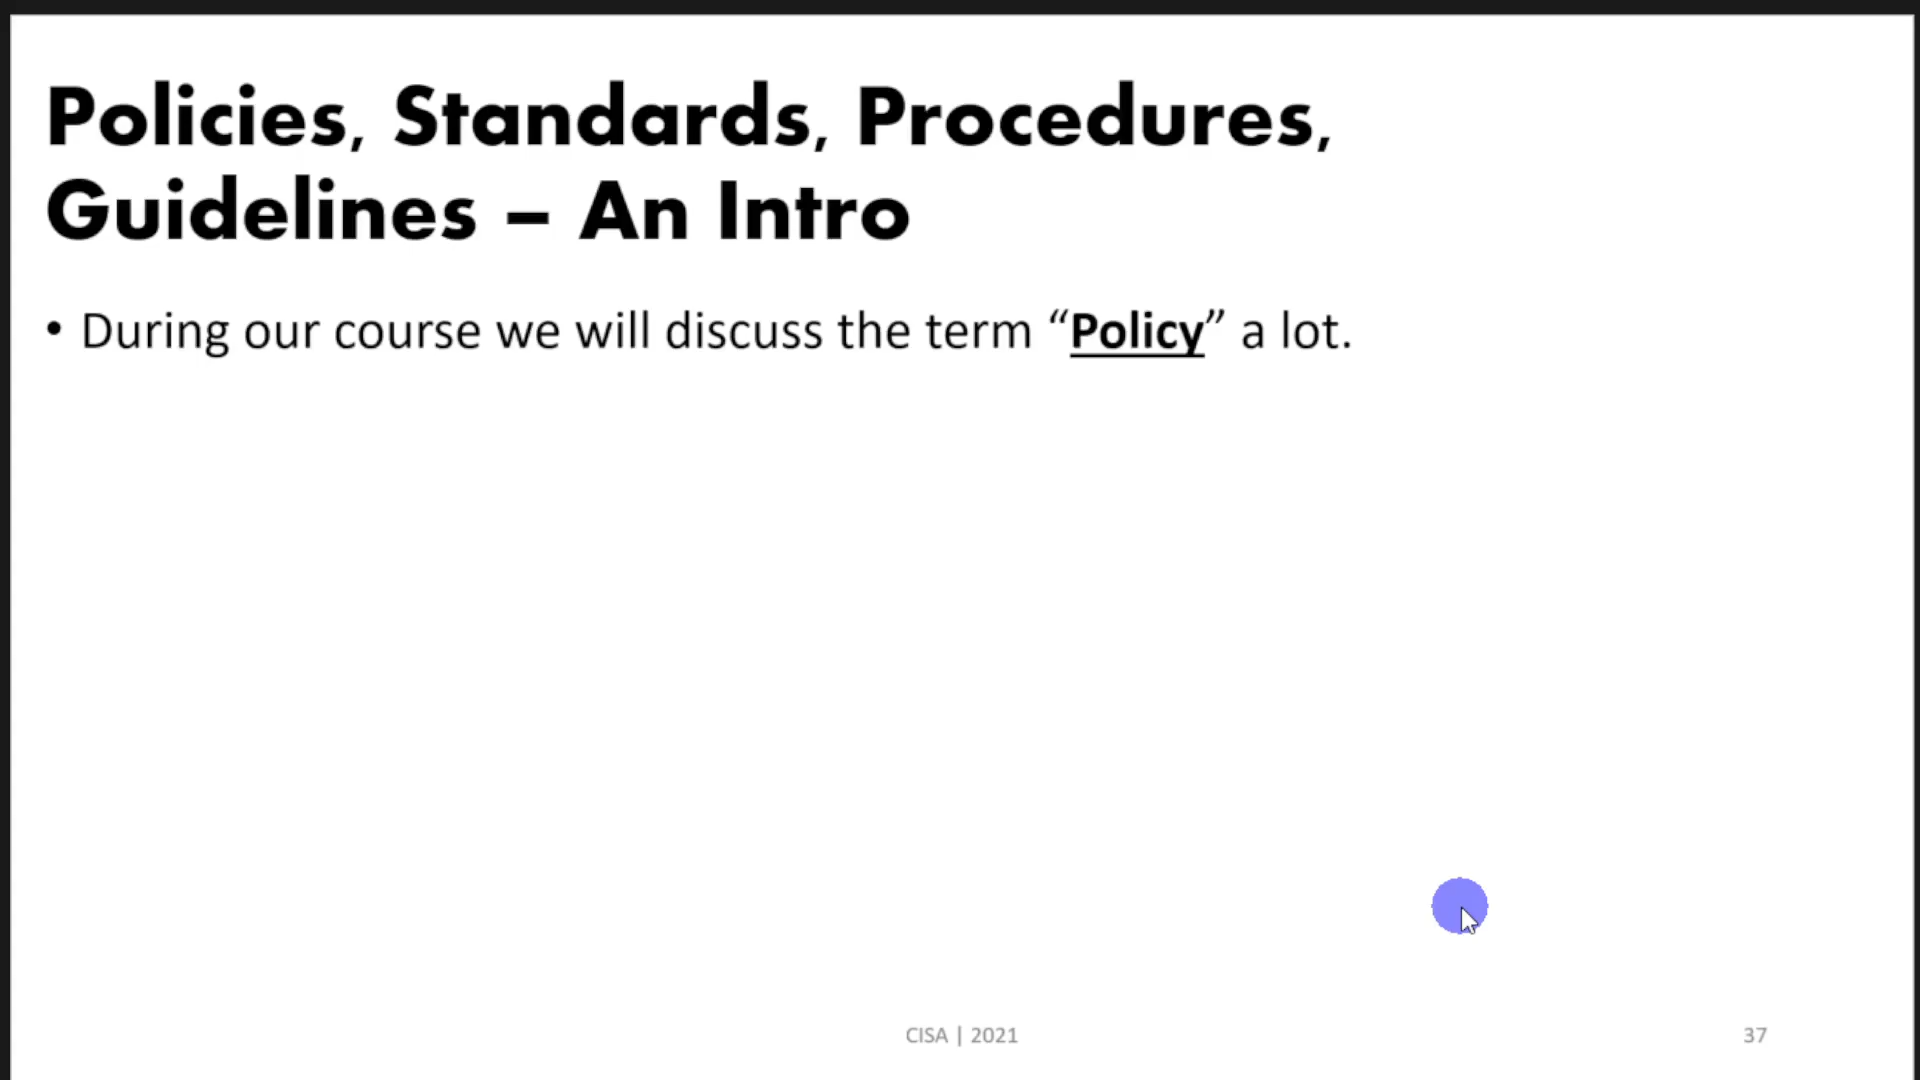 Policies, Standards, Procedures,
Guidelines – An Intro
• During our course we will discuss the term “Policy” a lot.
CISA | 2021
37